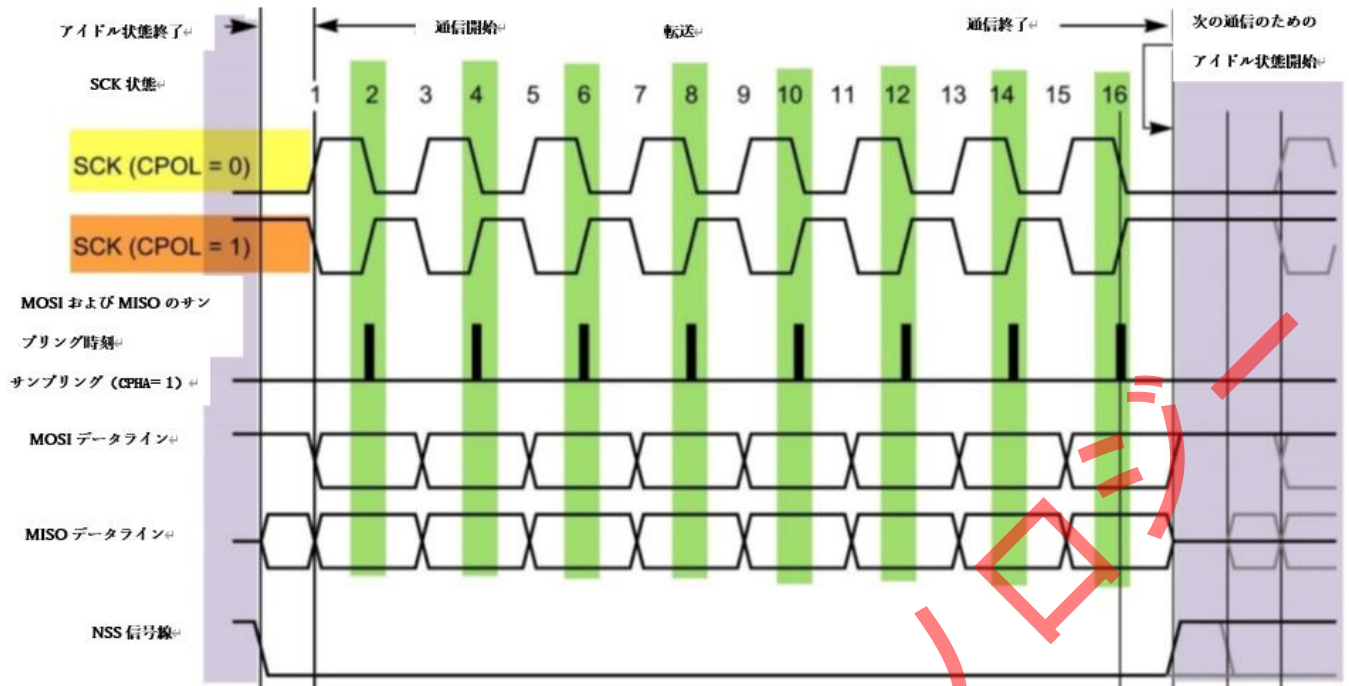 アイドル状態終了↵
通信開始↵
転送↵
通信終了↵
次の通信のための
アイドル状態開始↵
SCK 状態↵
1 2 3 4 5 6 7 8 9 10 11 12 13 14 15 16
SCK (CPOL = 0)
SCK (CPOL = 1)
MOSI および MISO のサン
プリング時刻↵
サンプリング（CPHA= 1）↵
MOSI データライン↵
MISO データライン↵
NSS 信号線↵